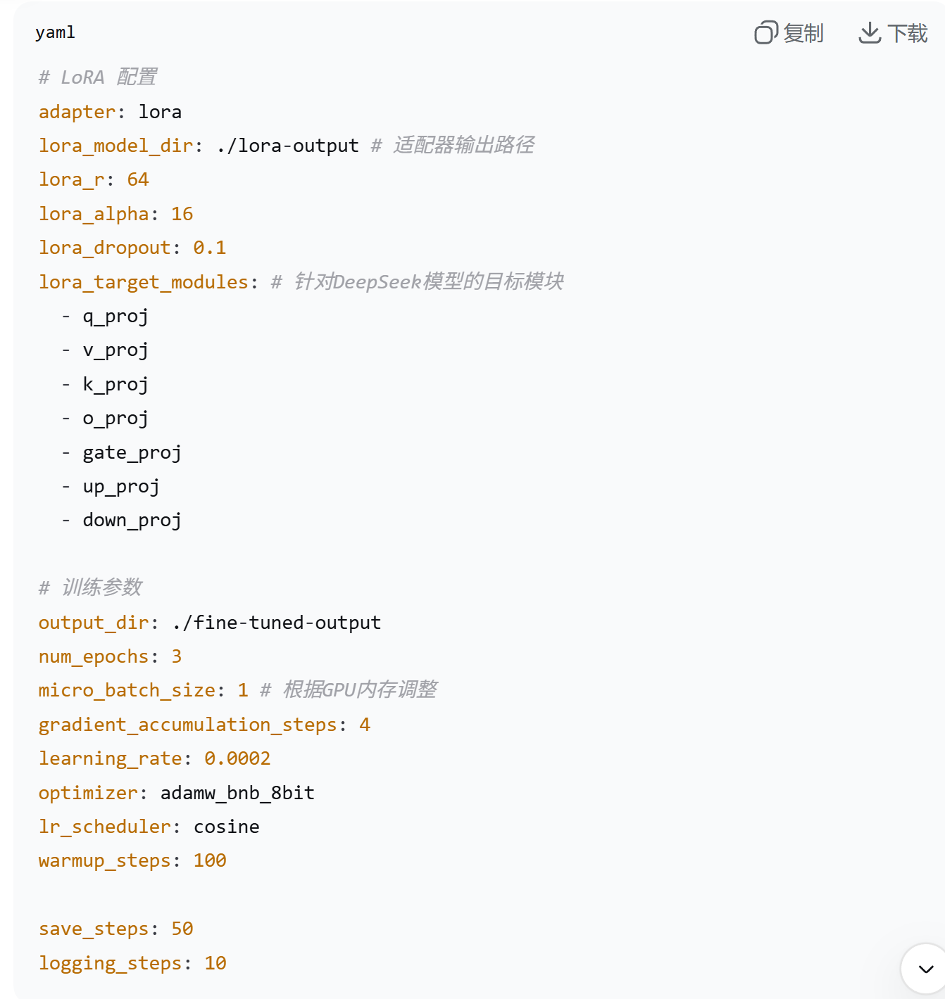 yaml
复制 下载
# LoRA 配置
adapter: lora
lora_model_dir: ./lora-output # 适配器输出路径
lora_r: 64
lora_alpha: 16
lora_dropout: 0.1
lora_target_modules: # 针对DeepSeek模型的目标模块
  - q_proj
  - v_proj
  - k_proj
  - o_proj
  - gate_proj
  - up_proj
  - down_proj
# 训练参数
output_dir: ./fine-tuned-output
num_epochs: 3
micro_batch_size: 1 # 根据GPU内存调整
gradient_accumulation_steps: 4
learning_rate: 0.0002
optimizer: adamw_bnb_8bit
lr_scheduler: cosine
warmup_steps: 100
save_steps: 50
logging_steps: 10